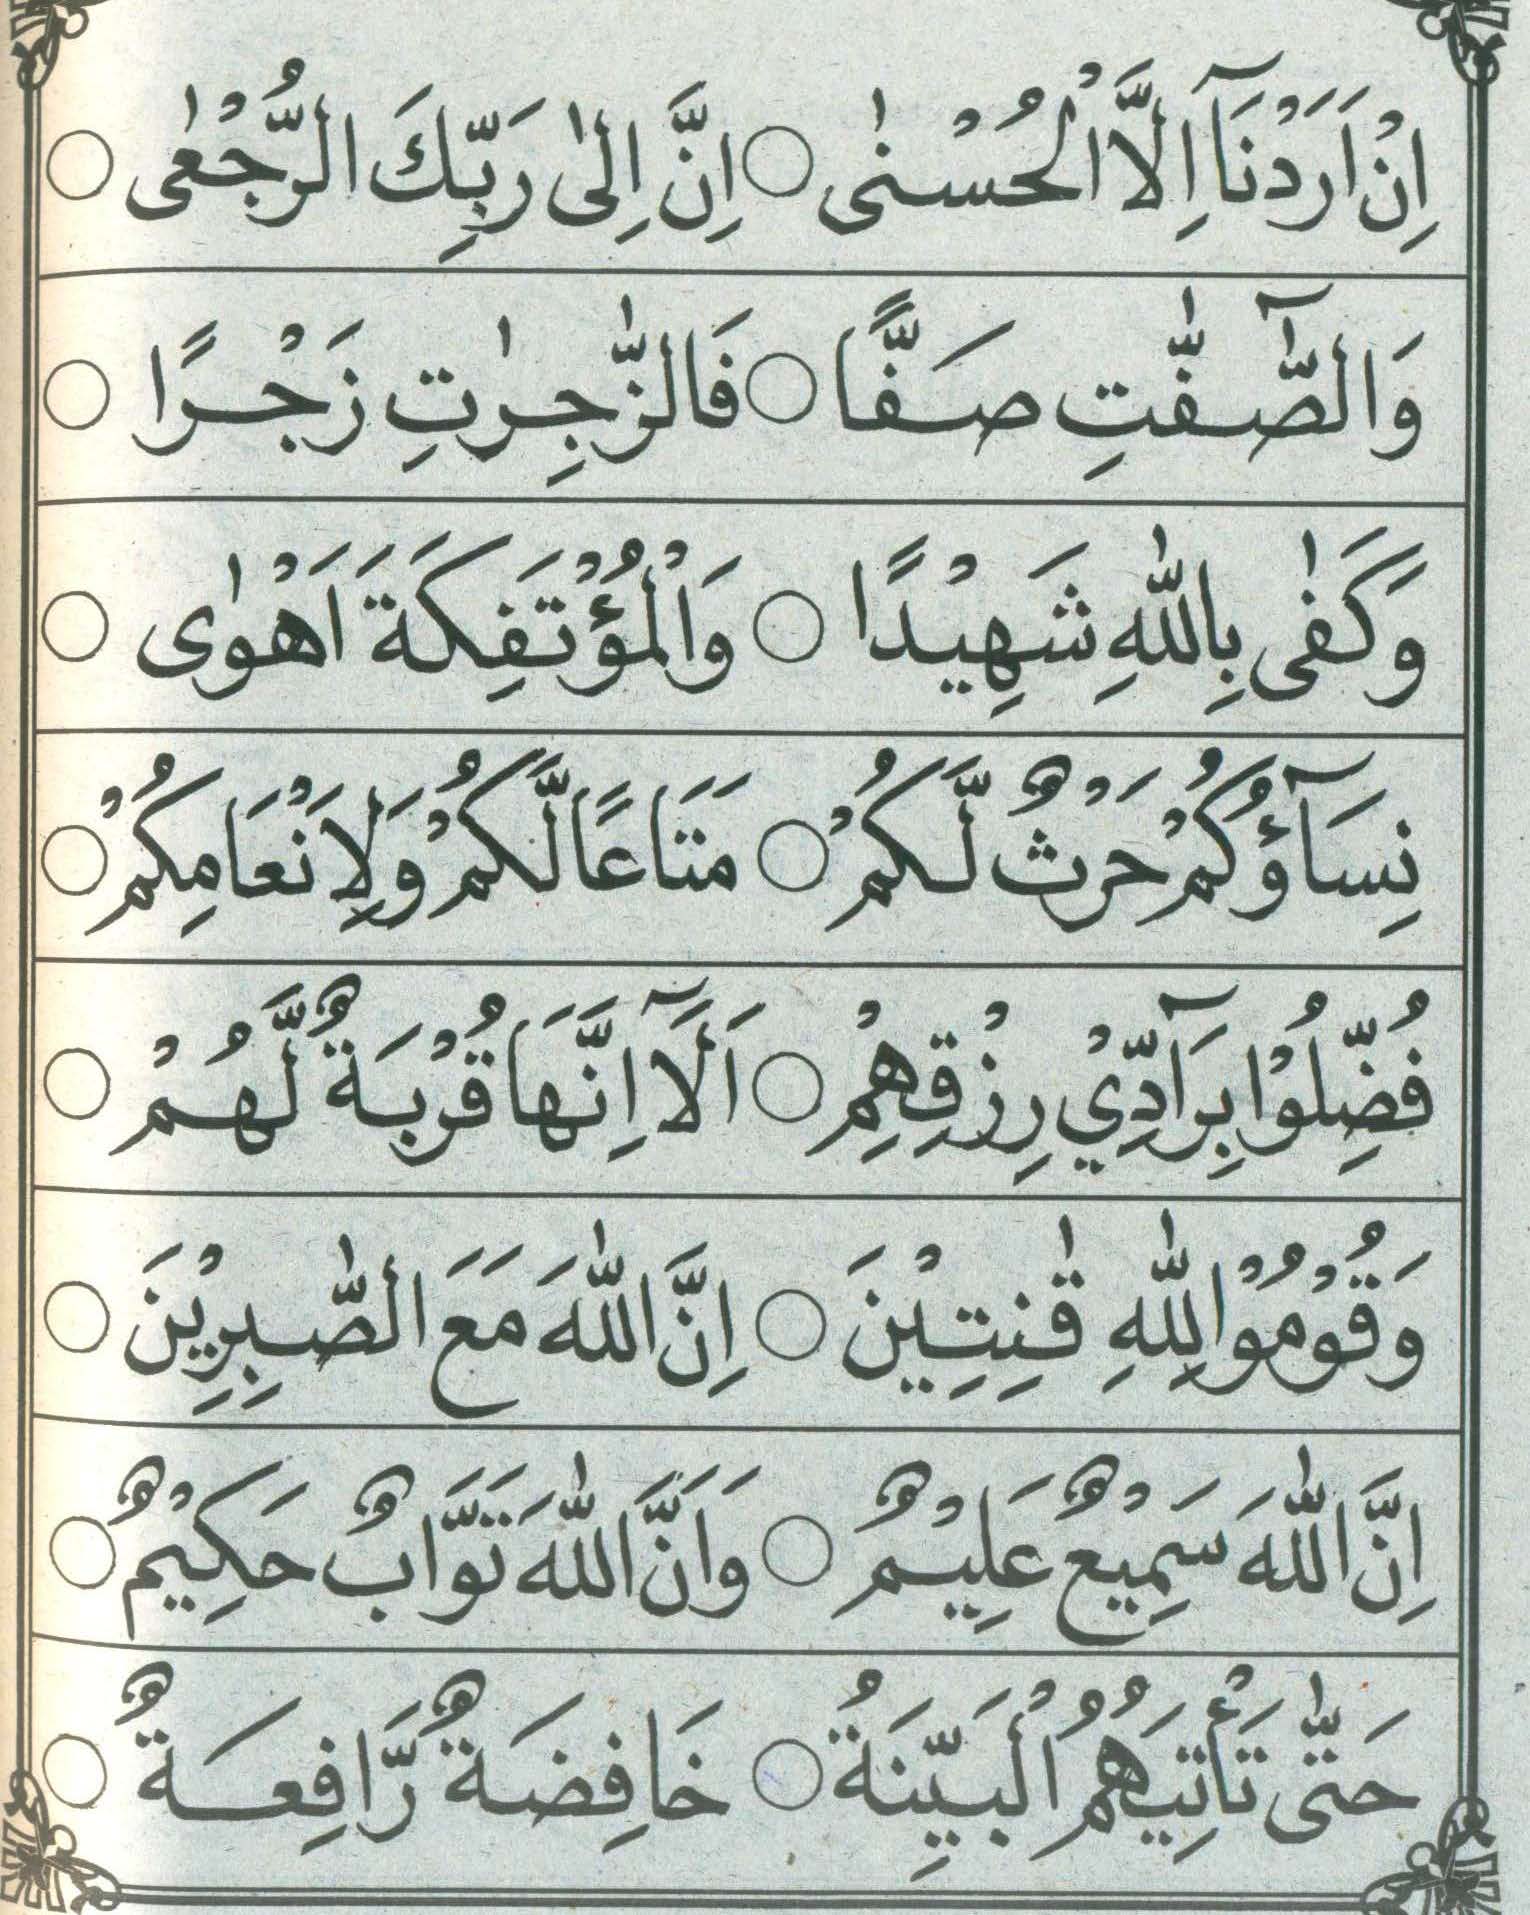 اِنْ اَرَدْنَآ اِلَّا الْحُسْنٰى ○ اِنَّ اِلٰى رَبِّكَ الرُّجْعٰى ○
وَالصّٰٓفّٰتِ صَفًّا ○ فَالزّٰجِرٰتِ زَجْرًا ○
وَكَفٰى بِاللّٰهِ شَهِيْدًا ○ وَالْمُؤْتَفِكَةَ اَهْوٰى ○
نِسَآؤُكُمْ حَرْثٌ لَّكُمْ ○ مَتَاعًا لَّكُمْ وَلِاَنْعَامِكُمْ ○
فُضِّلُوْا بِرَآدِّيْ رِزْقِهِمْ ○ اَلَآ اِنَّهَا قُرْبَةٌ لَّهُمْ ○
وَقُوْمُوْا لِلّٰهِ قٰنِتِيْنَ ○ اِنَّ اللّٰهَ مَعَ الصّٰبِرِيْنَ ○
اِنَّ اللّٰهَ سَمِيْعٌ عَلِيْمٌ ○ وَاَنَّ اللّٰهَ تَوَّابٌ حَكِيْمٌ ○
حَتّٰى تَأْتِيَهُمُ الْبَيِّنَةُ ○ خَافِضَةٌ رَّافِعَةٌ ○